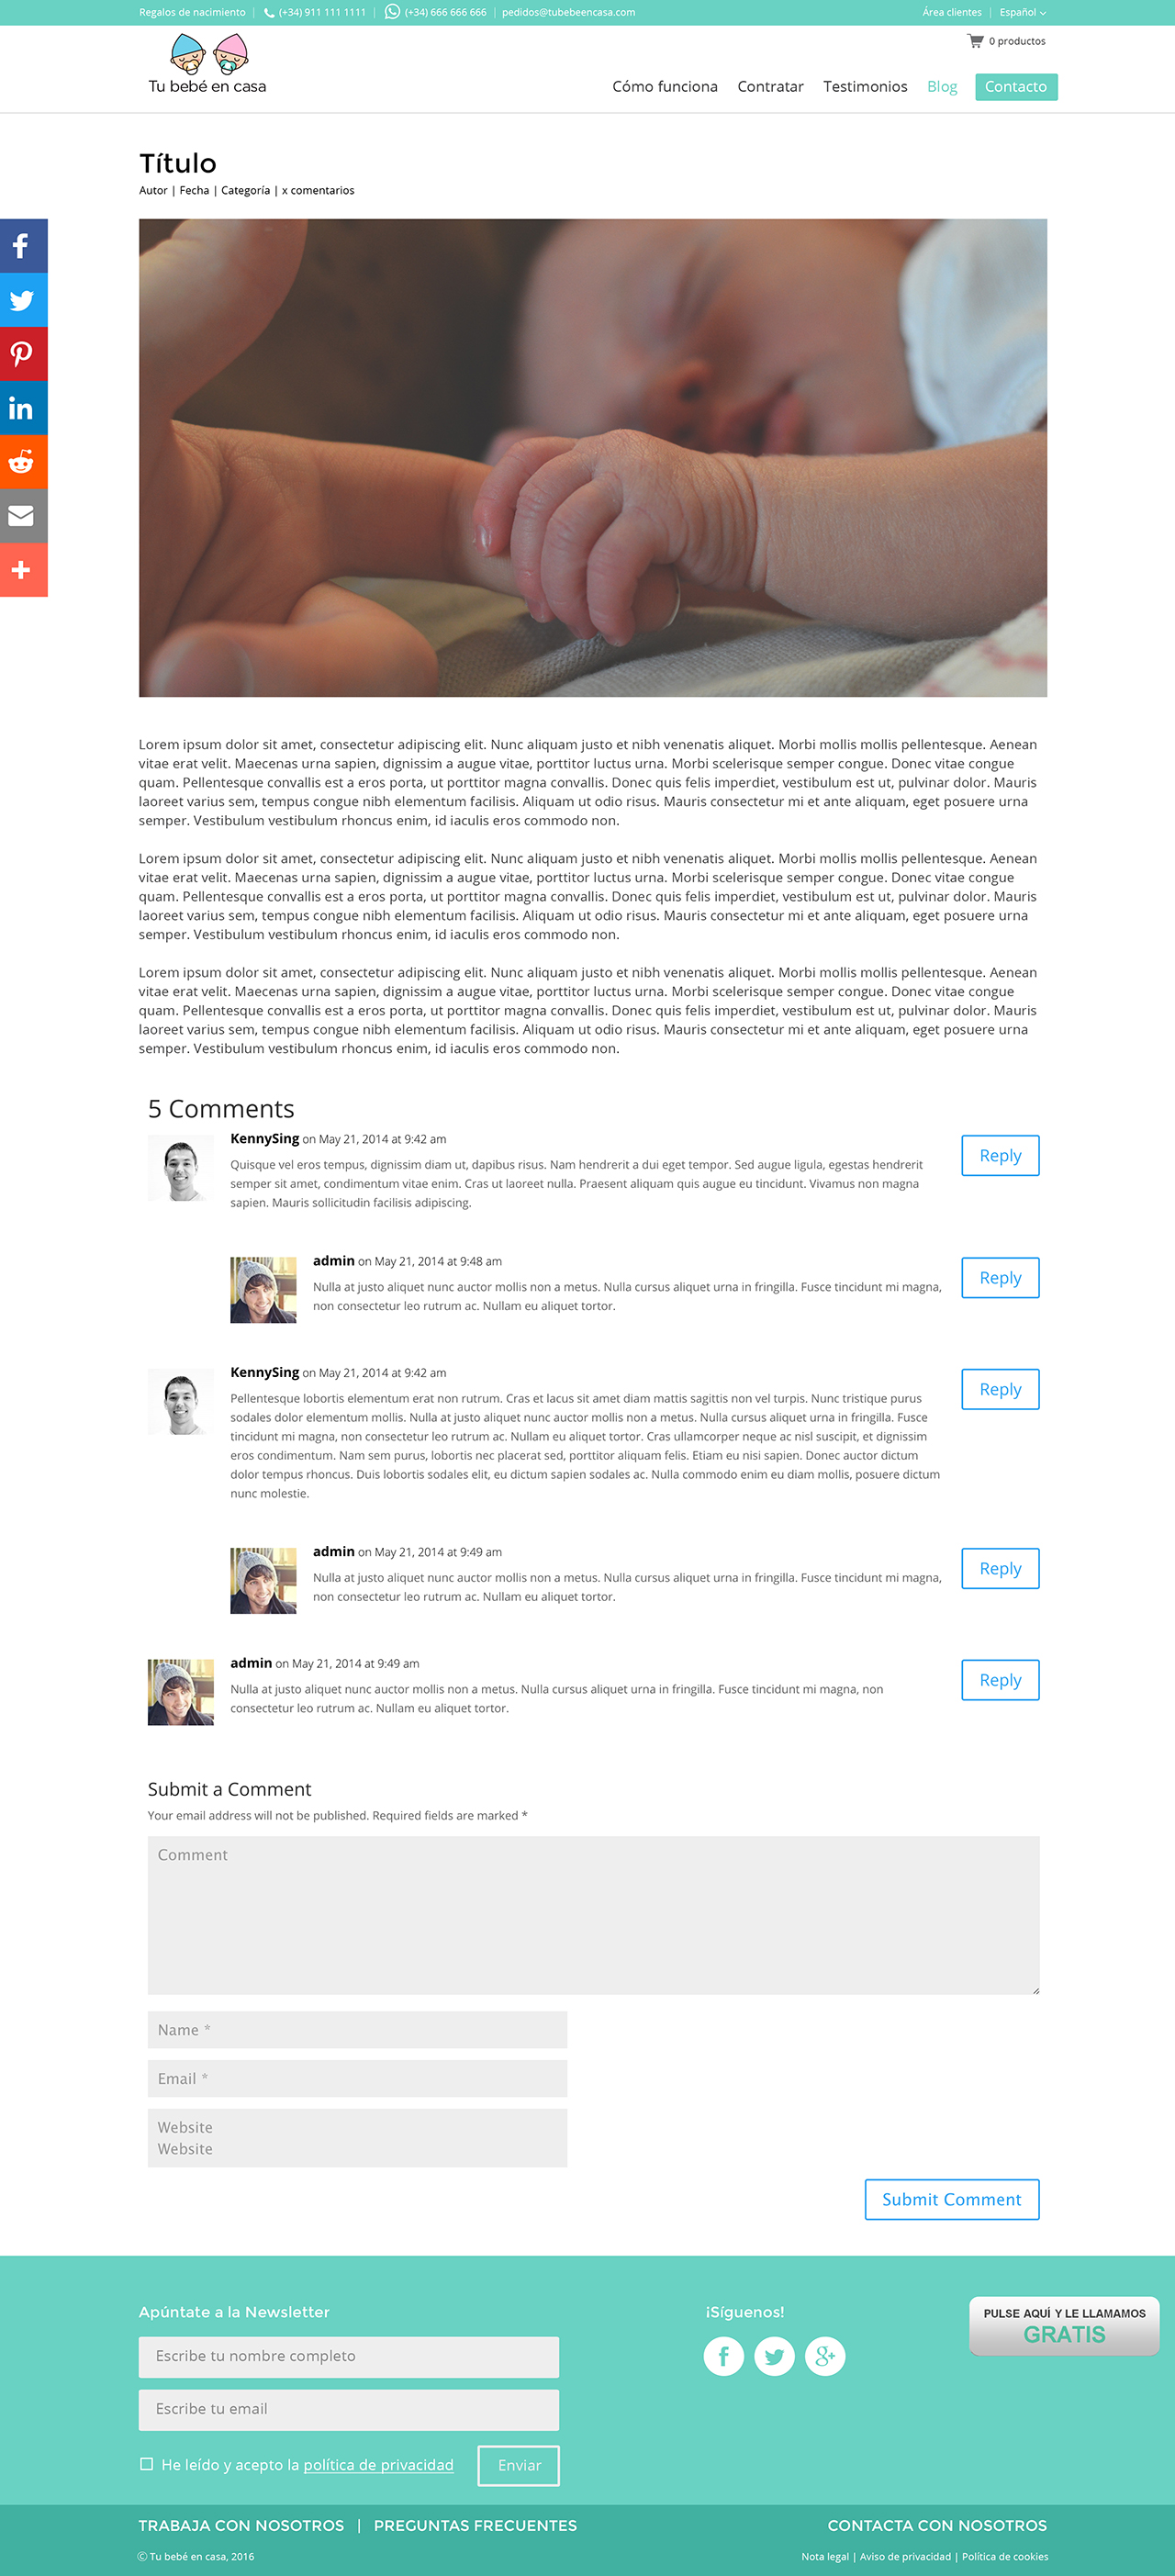 Regalos de nacimiento | (+34) 911 111 1111 | (+34) 666 666 666 | pedidos@tubebeencasa.com
Área clientes | Español
0 productos
Tu bebé en casa
Cómo funciona Contratar Testimonios Blog Contacto
Título
Autor | Fecha | Categoría | x comentarios
Lorem ipsum dolor sit amet, consectetur adipiscing elit. Nunc aliquam justo et nibh venenatis aliquet. Morbi mollis mollis pellentesque. Aenean
vitae erat velit. Maecenas urna sapien, dignissim a augue vitae, porttitor luctus urna. Morbi scelerisque semper congue. Donec vitae congue
quam. Pellentesque convallis est a eros porta, ut porttitor magna convallis. Donec quis felis imperdiet, vestibulum est ut, pulvinar dolor. Mauris
laoreet varius sem, tempus congue nibh elementum facilisis. Aliquam ut odio risus. Mauris consectetur mi et ante aliquam, eget posuere urna
semper. Vestibulum vestibulum rhoncus enim, id iaculis eros commodo non.
Lorem ipsum dolor sit amet, consectetur adipiscing elit. Nunc aliquam justo et nibh venenatis aliquet. Morbi mollis mollis pellentesque. Aenean
vitae erat velit. Maecenas urna sapien, dignissim a augue vitae, porttitor luctus urna. Morbi scelerisque semper congue. Donec vitae congue
quam. Pellentesque convallis est a eros porta, ut porttitor magna convallis. Donec quis felis imperdiet, vestibulum est ut, pulvinar dolor. Mauris
laoreet varius sem, tempus congue nibh elementum facilisis. Aliquam ut odio risus. Mauris consectetur mi et ante aliquam, eget posuere urna
semper. Vestibulum vestibulum rhoncus enim, id iaculis eros commodo non.
Lorem ipsum dolor sit amet, consectetur adipiscing elit. Nunc aliquam justo et nibh venenatis aliquet. Morbi mollis mollis pellentesque. Aenean
vitae erat velit. Maecenas urna sapien, dignissim a augue vitae, porttitor luctus urna. Morbi scelerisque semper congue. Donec vitae congue
quam. Pellentesque convallis est a eros porta, ut porttitor magna convallis. Donec quis felis imperdiet, vestibulum est ut, pulvinar dolor. Mauris
laoreet varius sem, tempus congue nibh elementum facilisis. Aliquam ut odio risus. Mauris consectetur mi et ante aliquam, eget posuere urna
semper. Vestibulum vestibulum rhoncus enim, id iaculis eros commodo non.
5 Comments
KennySing on May 21, 2014 at 9:42 am
Reply
Quisque vel eros tempus, dignissim diam ut, dapibus risus. Nam hendrerit a dui eget tempor. Sed augue ligula, egestas hendrerit
semper sit amet, condimentum vitae enim. Cras ut laoreet nulla. Praesent aliquam quis augue eu tincidunt. Vivamus non magna
sapien. Mauris sollicitudin facilisis adipiscing.
admin on May 21, 2014 at 9:48 am
Reply
Nulla at justo aliquet nunc auctor mollis non a metus. Nulla cursus aliquet urna in fringilla. Fusce tincidunt mi magna,
non consectetur leo rutrum ac. Nullam eu aliquet tortor.
KennySing on May 21, 2014 at 9:42 am
Reply
Pellentesque lobortis elementum erat non rutrum. Cras et lacus sit amet diam mattis sagittis non vel turpis. Nunc tristique purus
sodales dolor elementum mollis. Nulla at justo aliquet nunc auctor mollis non a metus. Nulla cursus aliquet urna in fringilla. Fusce
tincidunt mi magna, non consectetur leo rutrum ac. Nullam eu aliquet tortor. Cras ullamcorper neque ac nisl suscipit, et dignissim
eros condimentum. Nam sem purus, lobortis nec placerat sed, porttitor aliquam felis. Etiam eu nisi sapien. Donec auctor dictum
dolor tempus rhoncus. Duis lobortis sodales elit, eu dictum sapien sodales ac. Nulla commodo enim eu diam mollis, posuere dictum
nunc molestie.
admin on May 21, 2014 at 9:49 am
Reply
Nulla at justo aliquet nunc auctor mollis non a metus. Nulla cursus aliquet urna in fringilla. Fusce tincidunt mi magna,
non consectetur leo rutrum ac. Nullam eu aliquet tortor.
admin on May 21, 2014 at 9:49 am
Reply
Nulla at justo aliquet nunc auctor mollis non a metus. Nulla cursus aliquet urna in fringilla. Fusce tincidunt mi magna, non
consectetur leo rutrum ac. Nullam eu aliquet tortor.
Submit a Comment
Your email address will not be published. Required fields are marked *
Comment
Name *
Email *
Website
Website
Submit Comment
Apúntate a la Newsletter
Escribe tu nombre completo
Escribe tu email
He leído y acepto la política de privacidad
Enviar
¡Síguenos!
PULSE AQUÍ Y LE LLAMAMOS
GRATIS
TRABAJA CON NOSOTROS | PREGUNTAS FRECUENTES
CONTACTA CON NOSOTROS
© Tu bebé en casa, 2016
Nota legal | Aviso de privacidad | Política de cookies